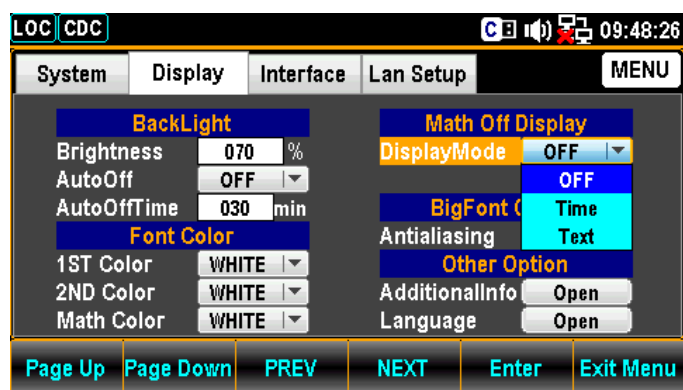 LOC CDC C 09:48:26
System Display Interface Lan Setup MENU
BackLight
Brightness 070 %
AutoOff OFF
AutoOffTime 030 min
Font Color
1ST Color WHITE
2ND Color WHITE
Math Color WHITE
Math Off Display
DisplayMode OFF
OFF
Time
Text
BigFont
Antialiasing
Other Option
AdditionalInfo Open
Language Open
Page Up Page Down PREV NEXT Enter Exit Menu